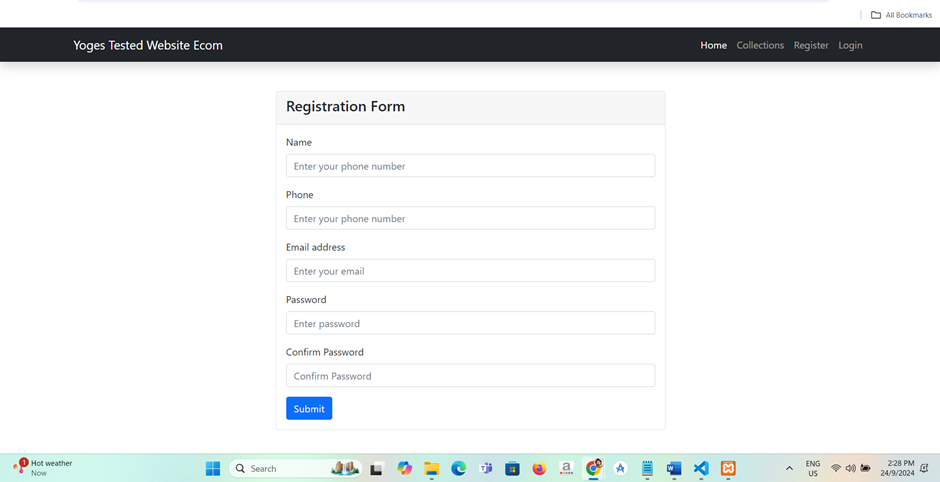 All Bookmarks
Yoges Tested Website Ecom
Home Collections Register Login
Registration Form
Name
Enter your phone number
Phone
Enter your phone number
Email address
Enter your email
Password
Enter password
Confirm Password
Confirm Password
Submit
1
Hot weather
Now
Search
a
W
ENG
US
2:28 PM
24/9/2024